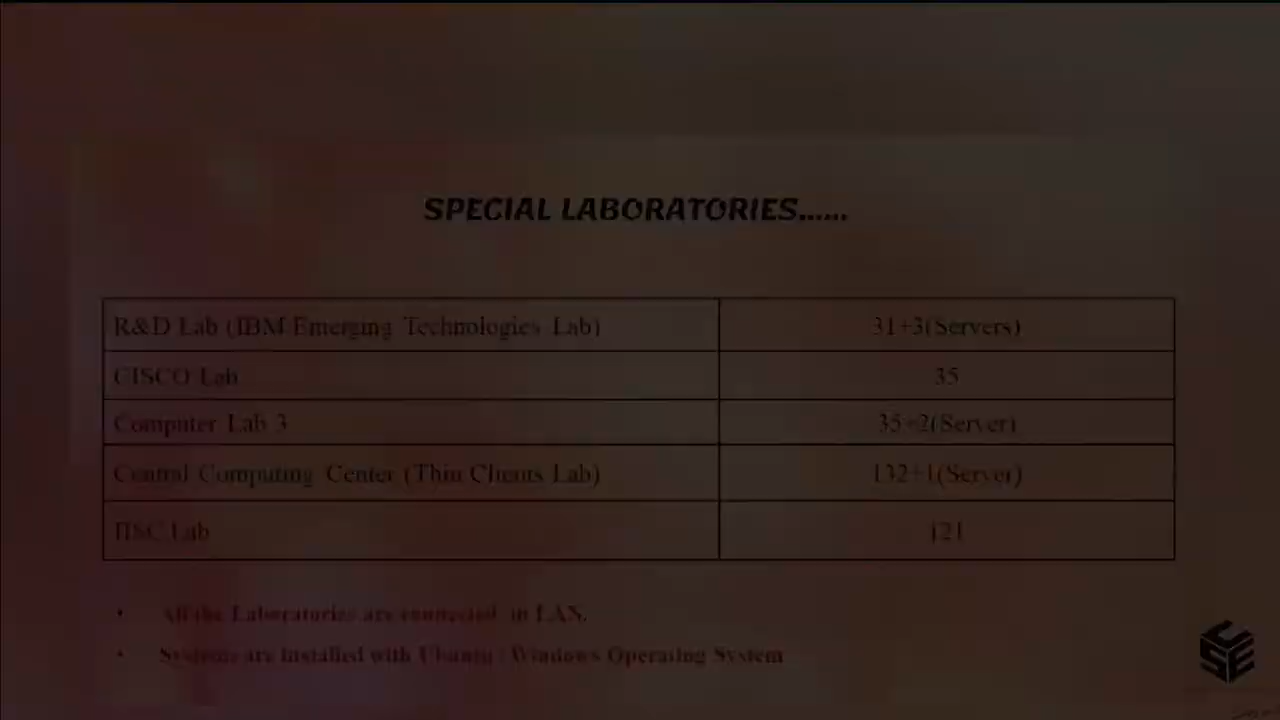 SPECIAL LABORATORIES......
R&D Lab (IBM Emerging Technologies Lab) 31+3(Servers)
CISCO Lab 35
Computer Lab 3 35+2(Server)
Central Computing Center (Thin Clients Lab) 132+1(Server)
Lab 121
• All the Laboratories are connected in LAN.
• Systems are installed with Ubuntu Windows Operating System
CSE